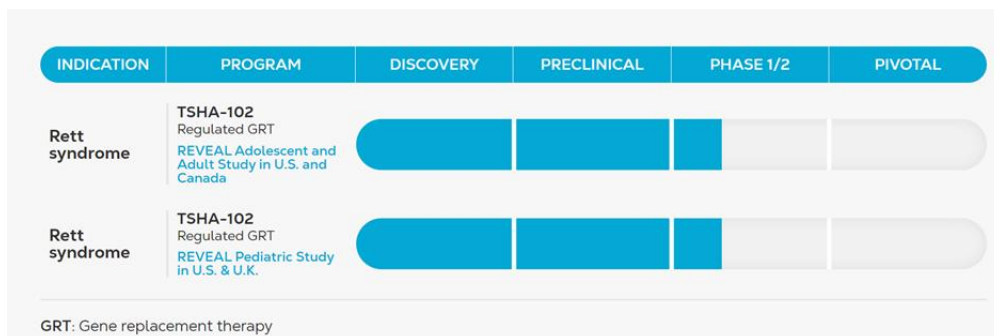 INDICATION PROGRAM DISCOVERY PRECLINICAL PHASE 1/2 PIVOTAL
Rett
syndrome
TSHA-102
Regulated GRT
REVEAL Adolescent and
Adult Study in U.S. and
Canada
Rett
syndrome
TSHA-102
Regulated GRT
REVEAL Pediatric Study
in U.S. & U.K.
GRT: Gene replacement therapy